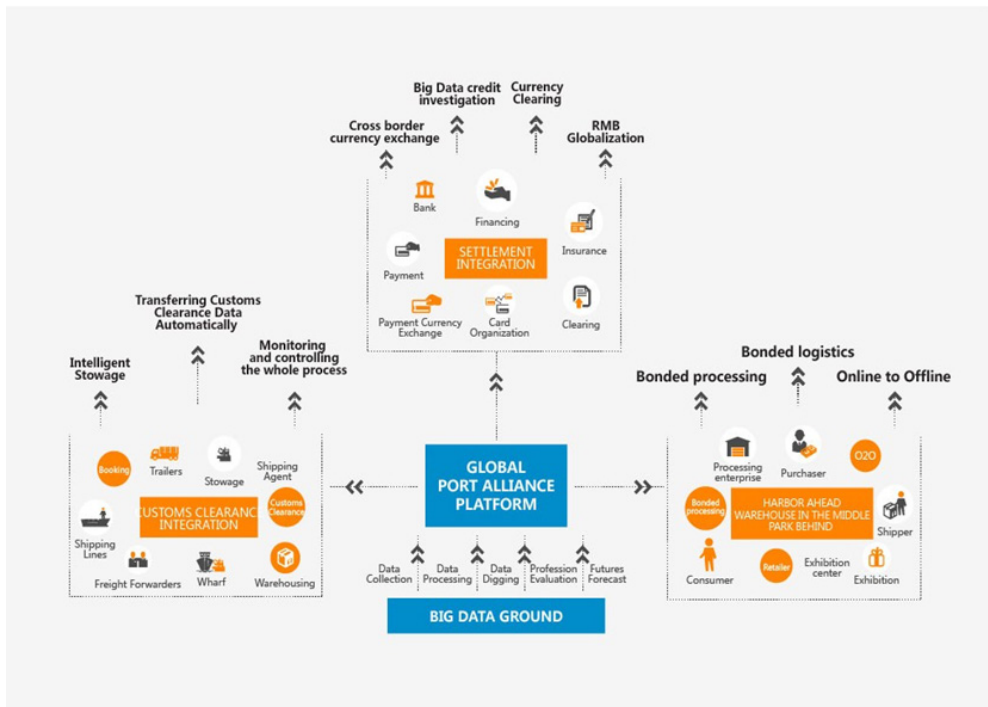 Big Data credit
investigation
Currency
Clearing
Cross border
currency exchange
RMB
Globalization
Bank
Financing
Insurance
SETTLEMENT
INTEGRATION
Payment
Payment Currency
Exchange
Card
Organization
Clearing
Transferring Customs
Clearance Data
Automatically
Intelligent
Stowage
Monitoring
and controlling
the whole process
Booking
Trailers
Stowage
Shipping
Agent
CUSTOMS CLEARANCE
INTEGRATION
Customs
Clearance
Shipping
Lines
Freight Forwarders
Wharf
Warehousing
GLOBAL
PORT ALLIANCE
PLATFORM
Data
Collection
Data
Processing
Data
Digging
Profession
Evaluation
Futures
Forecast
BIG DATA GROUND
Bonded logistics
Bonded processing
Online to Offline
Processing
enterprise
Purchaser
O2O
Bonded
processing
HARBOR AHEAD
WAREHOUSE IN THE MIDDLE
PARK BEHIND
Shipper
Consumer
Retailer
Exhibition
center
Exhibition